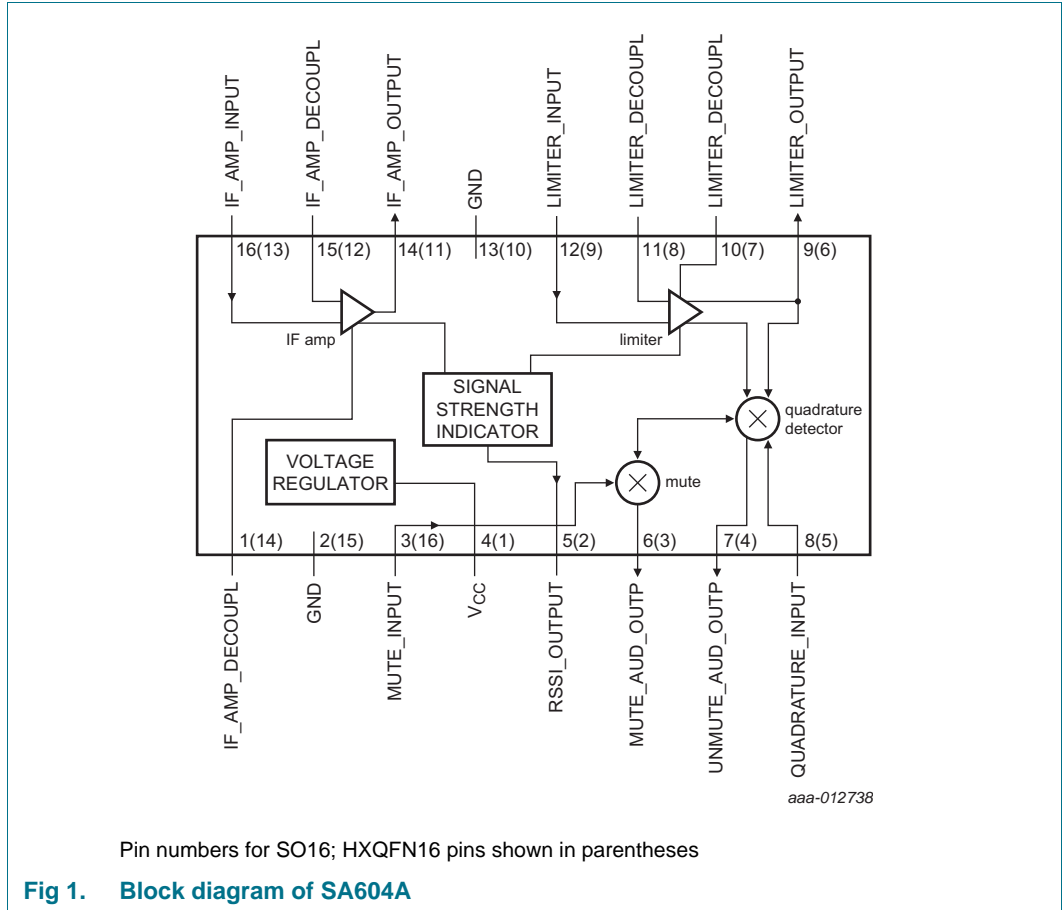 IF_AMP_INPUT
IF_AMP_DECOUPL
IF_AMP_OUTPUT
GND
LIMITER_INPUT
LIMITER_DECOUPL
LIMITER_DECOUPL
LIMITER_OUTPUT
16(13)
15(12)
14(11)
13(10)
12(9)
11(8)
10(7)
9(6)
IF amp
limiter
SIGNAL
STRENGTH
INDICATOR
quadrature
detector
VOLTAGE
REGULATOR
mute
1(14)
2(15)
3(16)
4(1)
5(2)
6(3)
7(4)
8(5)
IF_AMP_DECOUPL
GND
MUTE_INPUT
VCC
RSSI_OUTPUT
MUTE_AUD_OUTP
UNMUTE_AUD_OUTP
QUADRATURE_INPUT
aaa-012738
Pin numbers for SO16; HXQFN16 pins shown in parentheses
Fig 1. Block diagram of SA604A